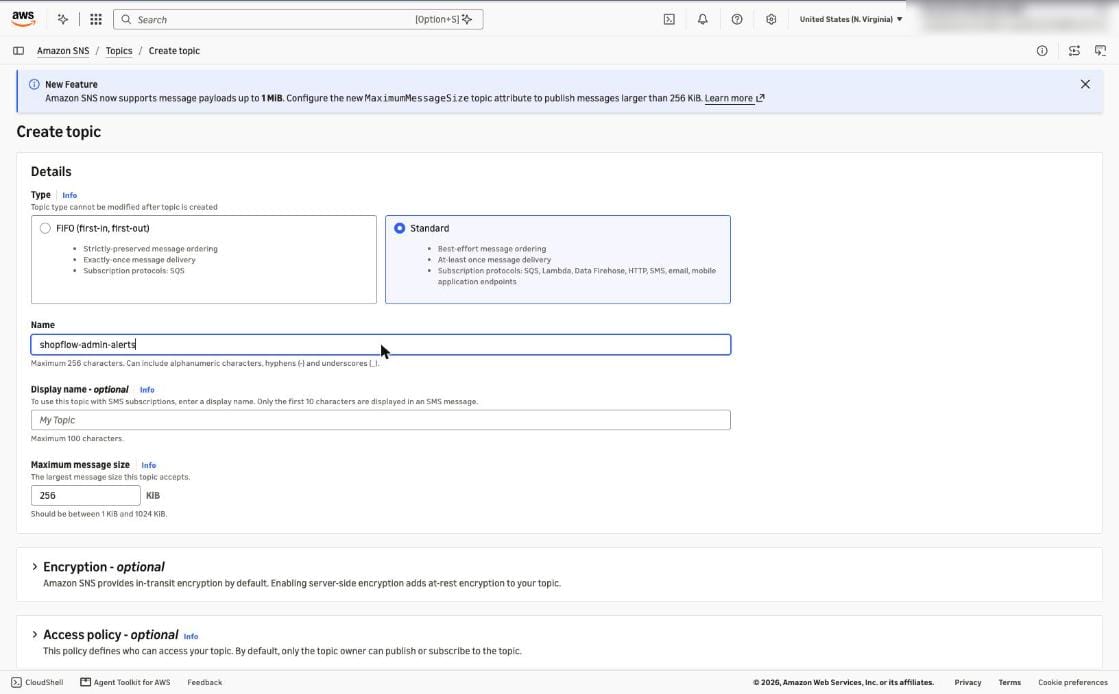 aws
Search
[Option+S]
United States (N. Virginia)
Amazon SNS / Topics / Create topic
New Feature
Amazon SNS now supports message payloads up to 1 MiB. Configure the new MaximumMessageSize topic attribute to publish messages larger than 256 KiB. Learn more
Create topic
Details
Type Info
Topic type cannot be modified after topic is created
FIFO (first-in, first-out)
• Strictly-preserved message ordering
• Exactly-once message delivery
• Subscription protocols: SQS
Standard
• Best-effort message ordering
• At-least once message delivery
• Subscription protocols: SQS, Lambda, Data Firehose, HTTP, SMS, email, mobile
application endpoints
Name
shopflow-admin-alerts
Maximum 256 characters. Can include alphanumeric characters, hyphens (-) and underscores (_).
Display name - optional Info
To use this topic with SMS subscriptions, enter a display name. Only the first 10 characters are displayed in an SMS message.
My Topic
Maximum 100 characters.
Maximum message size Info
The largest message size this topic accepts.
256 KiB
Should be between 1 KiB and 1024 KiB.
Encryption - optional
Amazon SNS provides in-transit encryption by default. Enabling server-side encryption adds at-rest encryption to your topic.
Access policy - optional Info
This policy defines who can access your topic. By default, only the topic owner can publish or subscribe to the topic.
CloudShell Agent Toolkit for AWS Feedback © 2026, Amazon Web Services, Inc. or its affiliates. Privacy Terms Cookie preferences